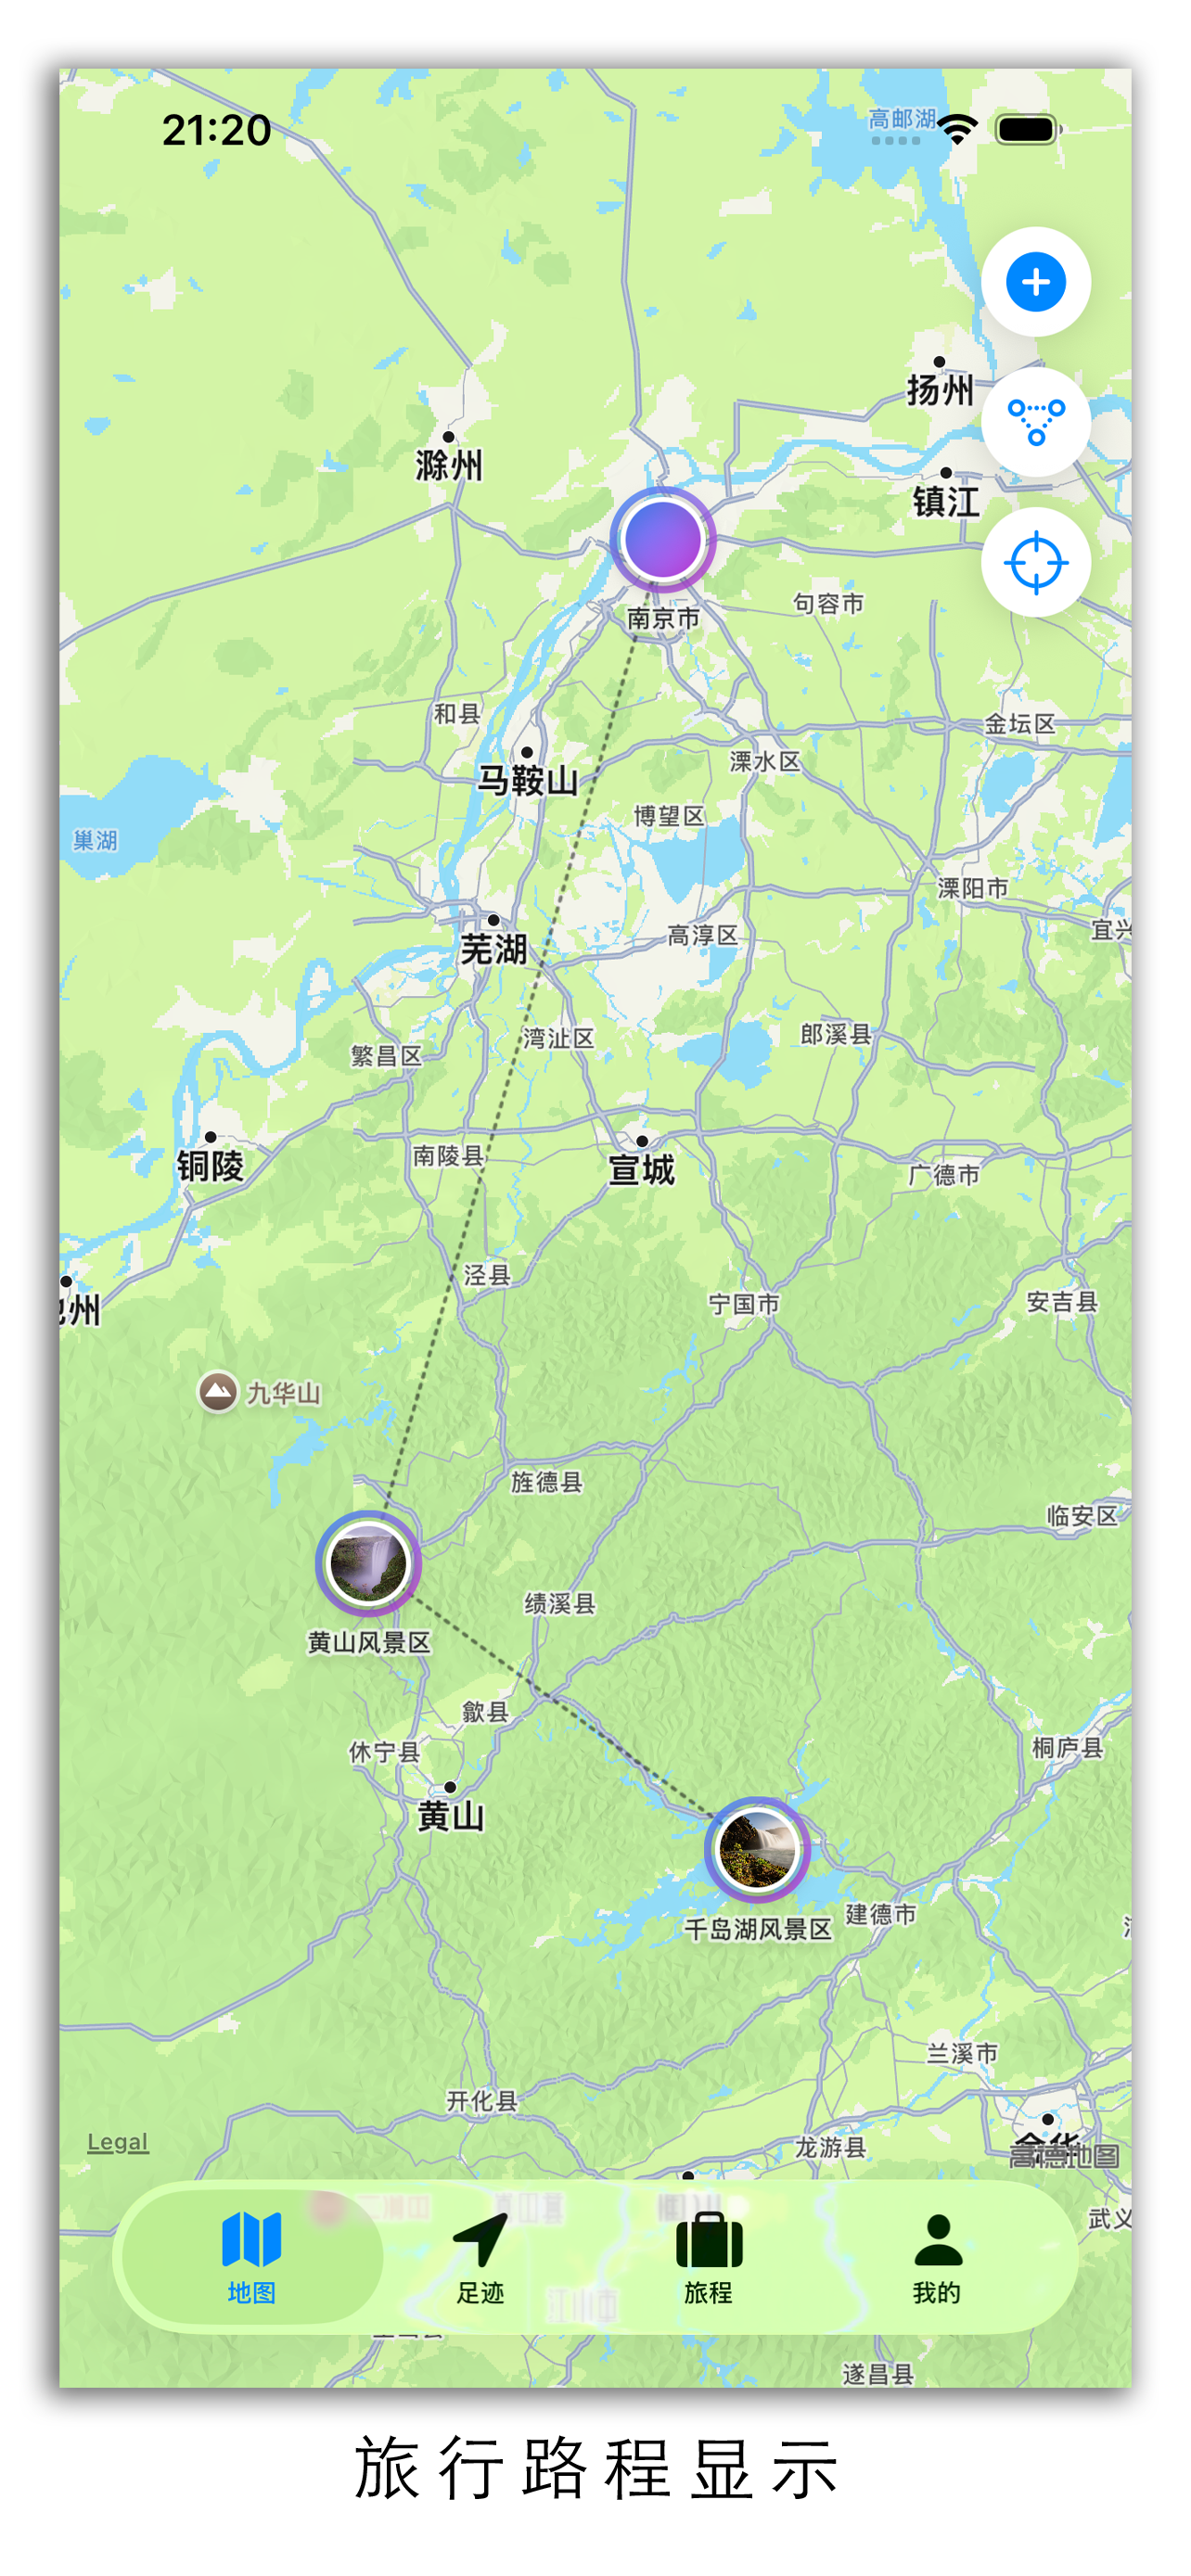 21:20
高邮湖
扬州
滁州
镇江
句容市
南京市
和县
金坛区
马鞍山
溧水区
博望区
巢湖
溧阳市
芜湖
高淳区
湾沚区
郎溪县
繁昌区
铜陵
南陵县
宣城
广德市
泾县
宁国市
安吉县
九华山
旌德县
临安区
绩溪县
黄山风景区
歙县
休宁县
桐庐县
黄山
千岛湖风景区
建德市
兰溪市
开化县
Legal
龙游县
高德地图
地图
足迹
旅程
我的
遂昌县
旅行路程显示